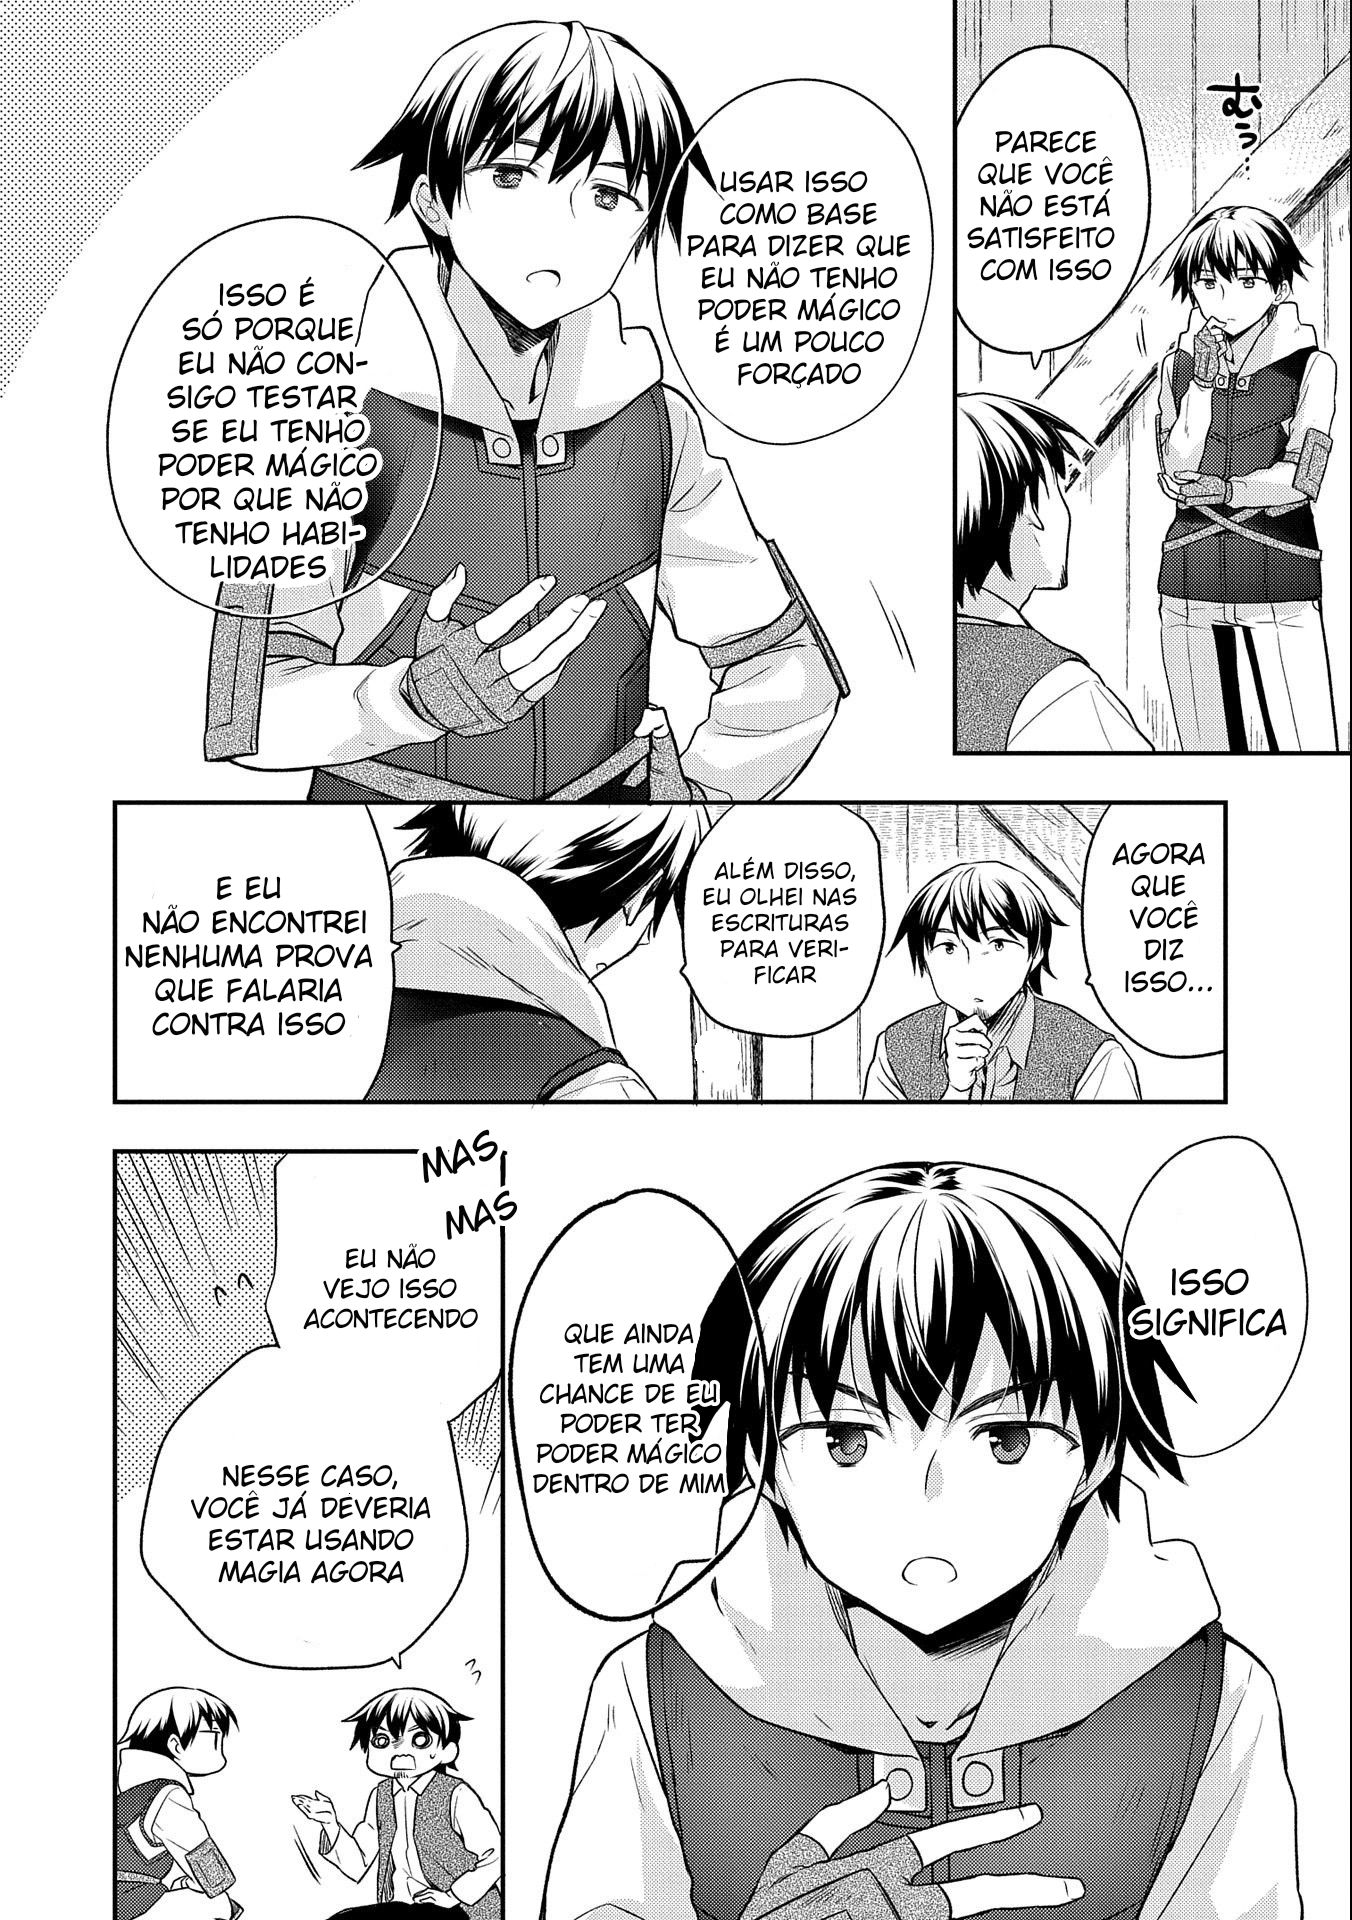 むぅ…
PARECE
QUE VOCÊ
NÃO ESTÁ
SATISFEITO
COM ISSO
USAR ISSO
COMO BASE
PARA DIZER QUE
EU NÃO TENHO
PODER MÁGICO
É UM POUCO
FORÇADO
ISSO É
SÓ PORQUE
EU NÃO CON-
SIGO TESTAR
SE EU TENHO
PODER MÁGICO
POR QUE NÃO
TENHO HABI-
LIDADES
AGORA
QUE
VOCÊ
DIZ
ISSO...
ALÉM DISSO,
EU OLHEI NAS
ESCRITURAS
PARA VERI-
FICAR
E EU
NÃO ENCONTREI
NENHUMA PROVA
QUE FALARIA
CONTRA ISSO
ISSO
SIGNIFICA
QUE AINDA
TEM UMA
CHANCE DE EU
PODER TER
PODER MÁGICO
DENTRO DE MIM
MAS,
MAS
EU NÃO
VEJO ISSO
ACONTECENDO
NESSE CASO,
VOCÊ JÁ DEVERIA
ESTAR USANDO
MAGIA AGORA